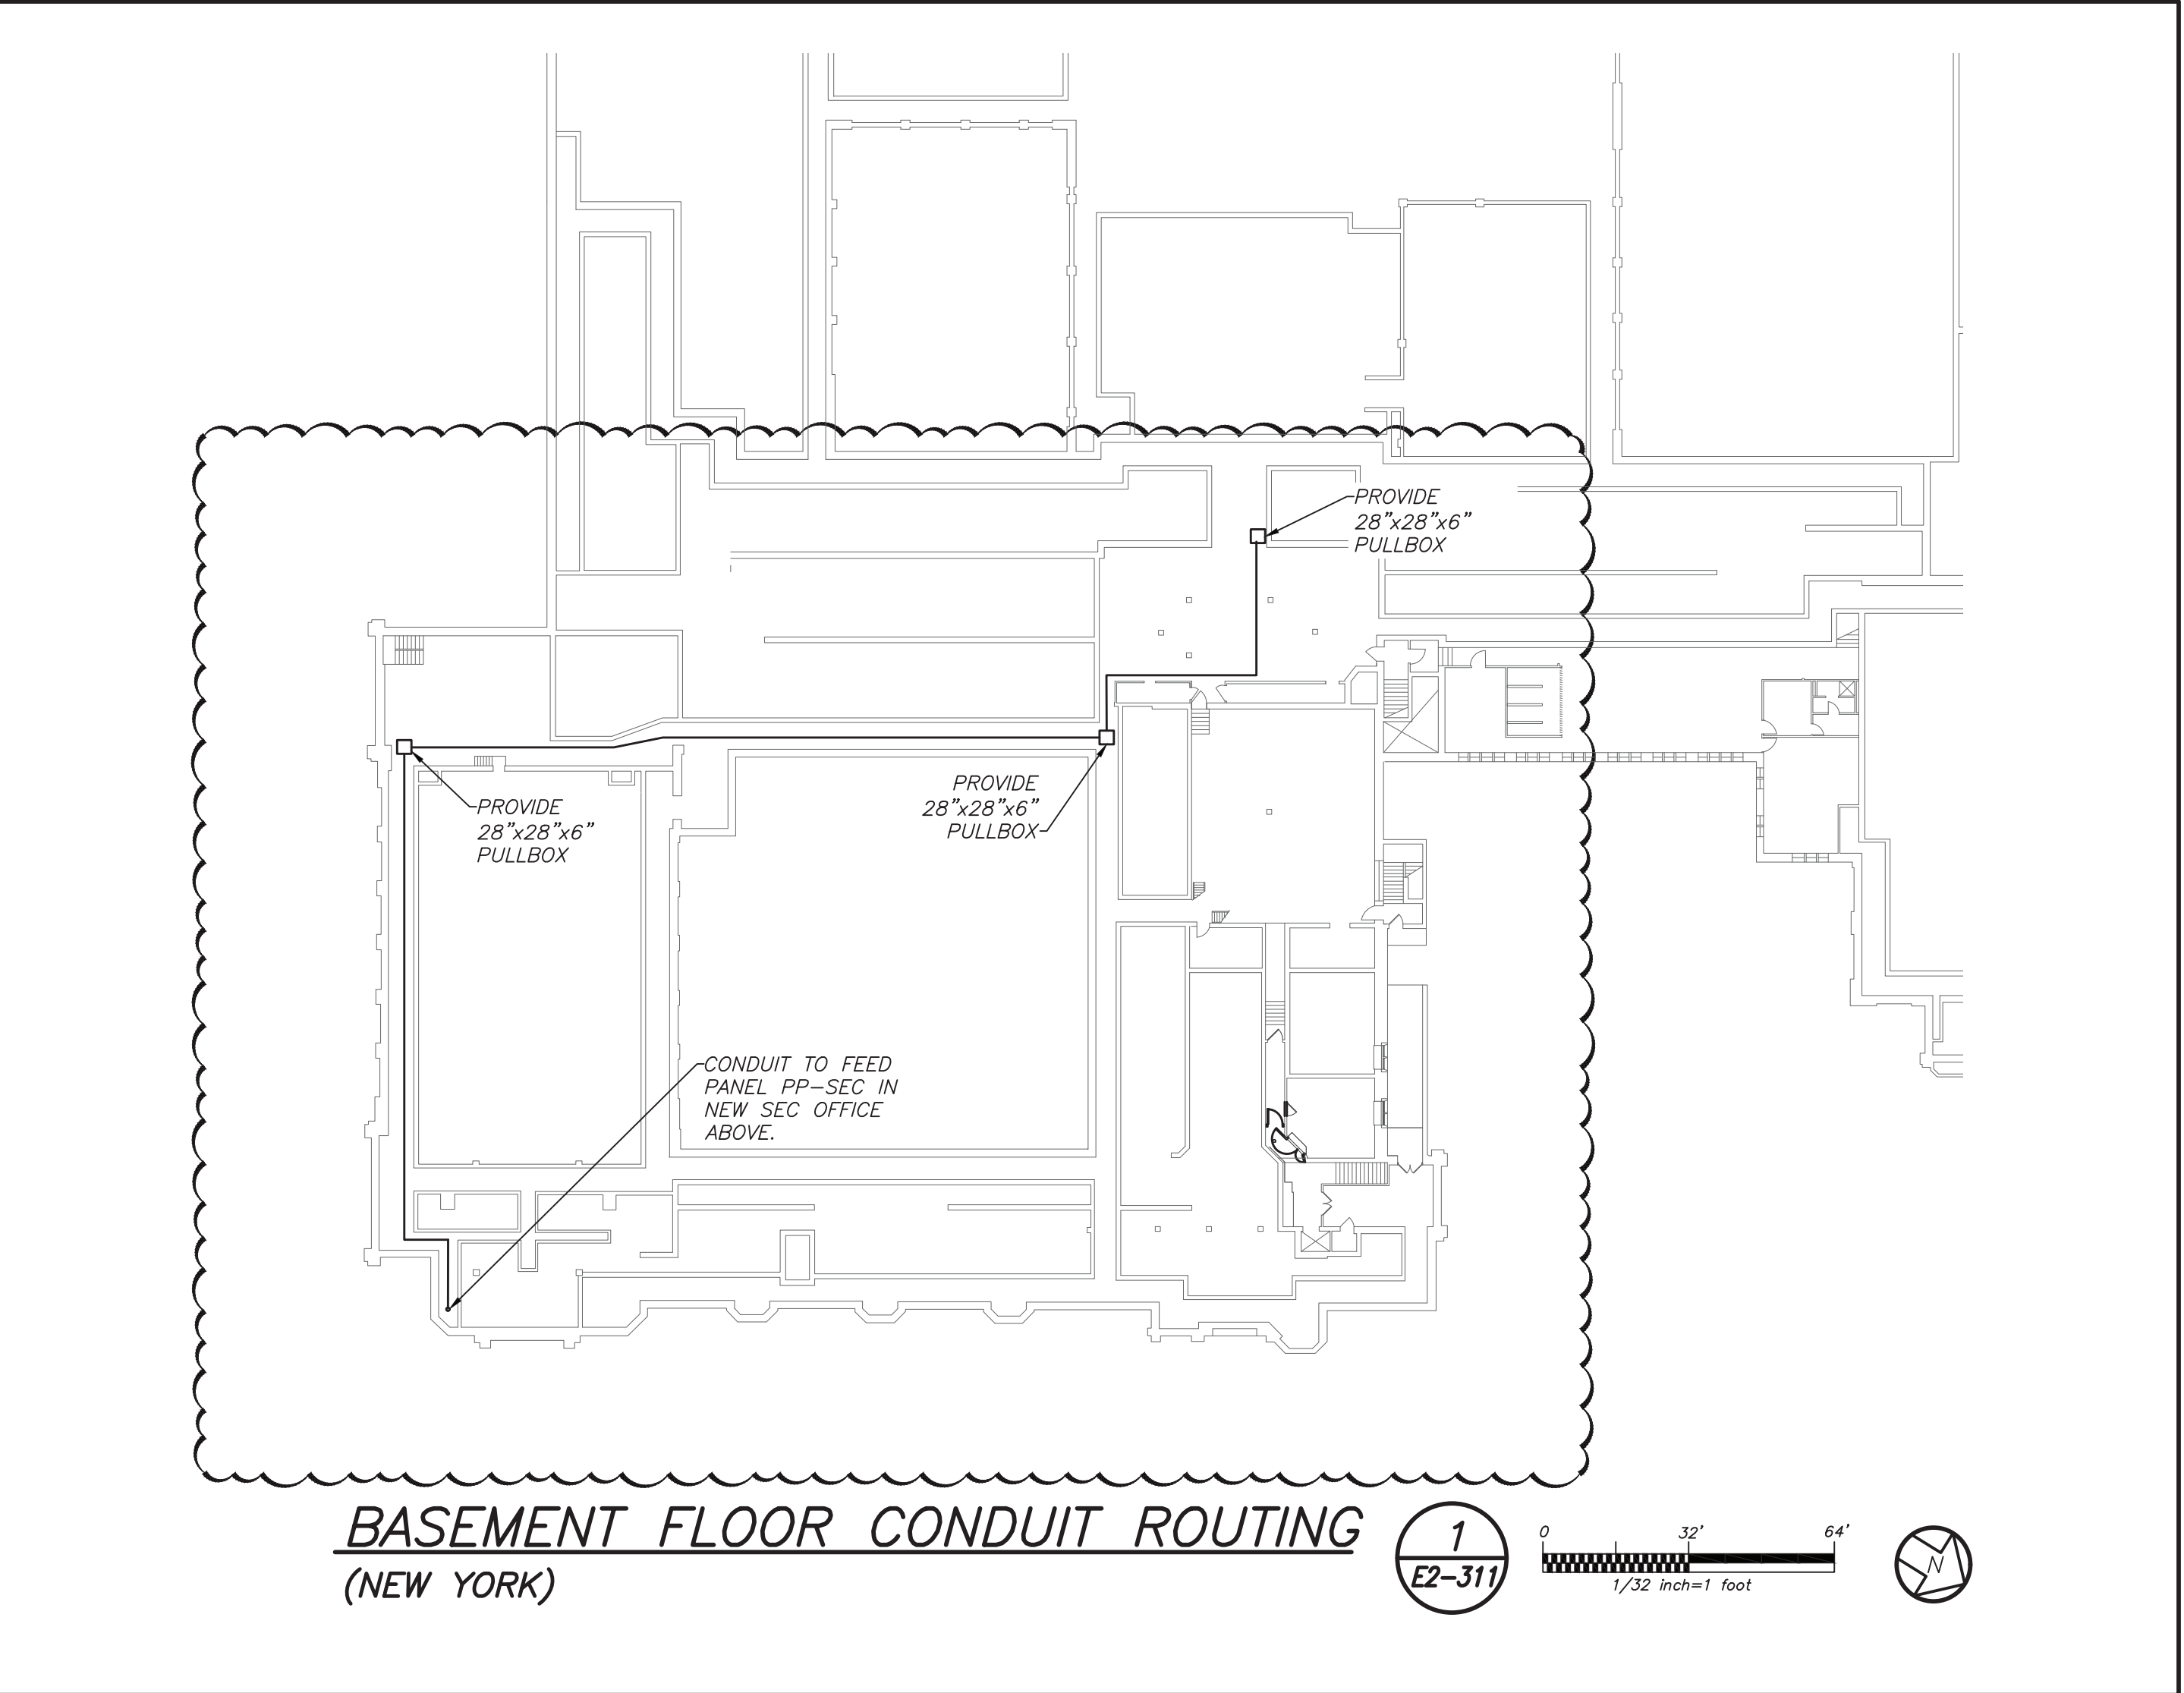 PROVIDE
28"x28"x6"
PULLBOX
PROVIDE
28"x28"x6"
PULLBOX
PROVIDE
28"x28"x6"
PULLBOX
CONDUIT TO FEED
PANEL PP-SEC IN
NEW SEC OFFICE
ABOVE.
BASEMENT FLOOR CONDUIT ROUTING
(NEW YORK)
1
E2-311
0 32' 64'
1/32 inch=1 foot
N